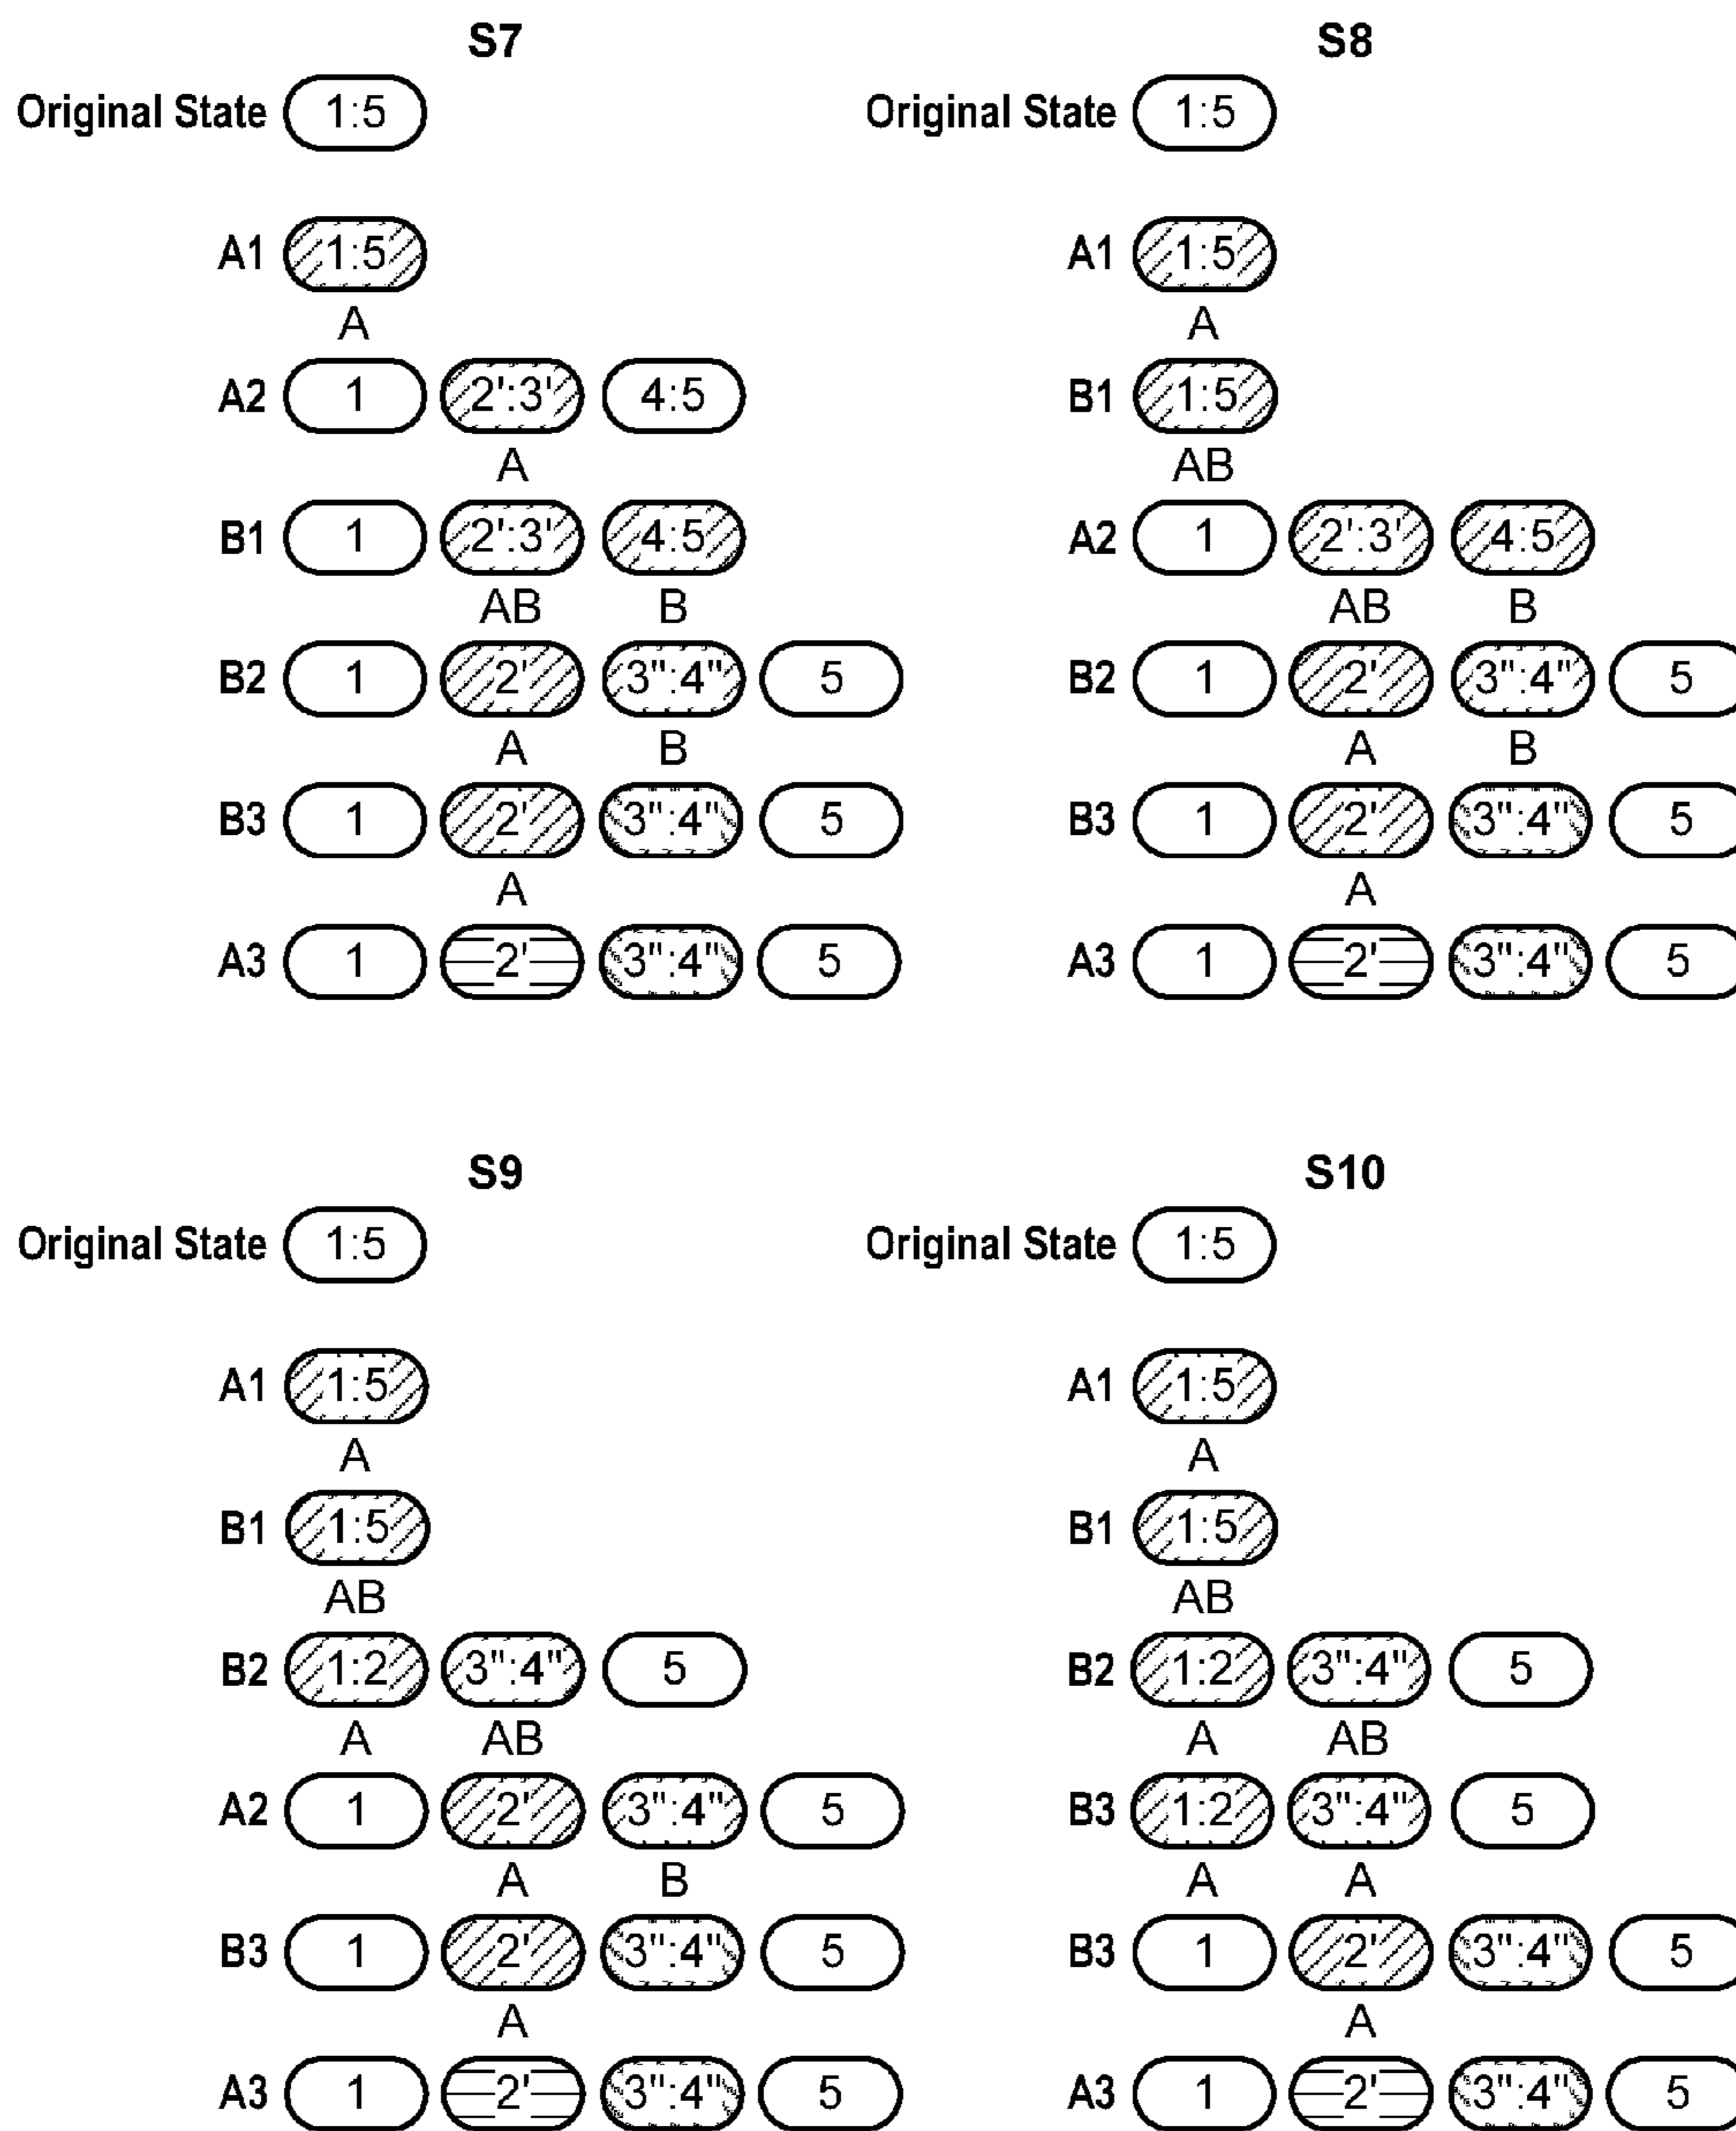 S7
Original State 1:5
A1 1:5
A
A2 1 2':3' 4:5
A
B1 1 2':3' 4:5
AB B
B2 1 2' 3":4" 5
A B
B3 1 2' 3":4" 5
A
A3 1 2' 3":4" 5
S8
Original State 1:5
A1 1:5
A
B1 1:5
AB
A2 1 2':3' 4:5
AB B
B2 1 2' 3":4" 5
A B
B3 1 2' 3":4" 5
A
A3 1 2' 3":4" 5
S9
Original State 1:5
A1 1:5
A
B1 1:5
AB
B2 1:2 3":4" 5
A AB
A2 1 2' 3":4" 5
A B
B3 1 2' 3":4" 5
A
A3 1 2' 3":4" 5
S10
Original State 1:5
A1 1:5
A
B1 1:5
AB
B2 1:2 3":4" 5
A AB
B3 1:2 3":4" 5
A A
B3 1 2' 3":4" 5
A
A3 1 2' 3":4" 5